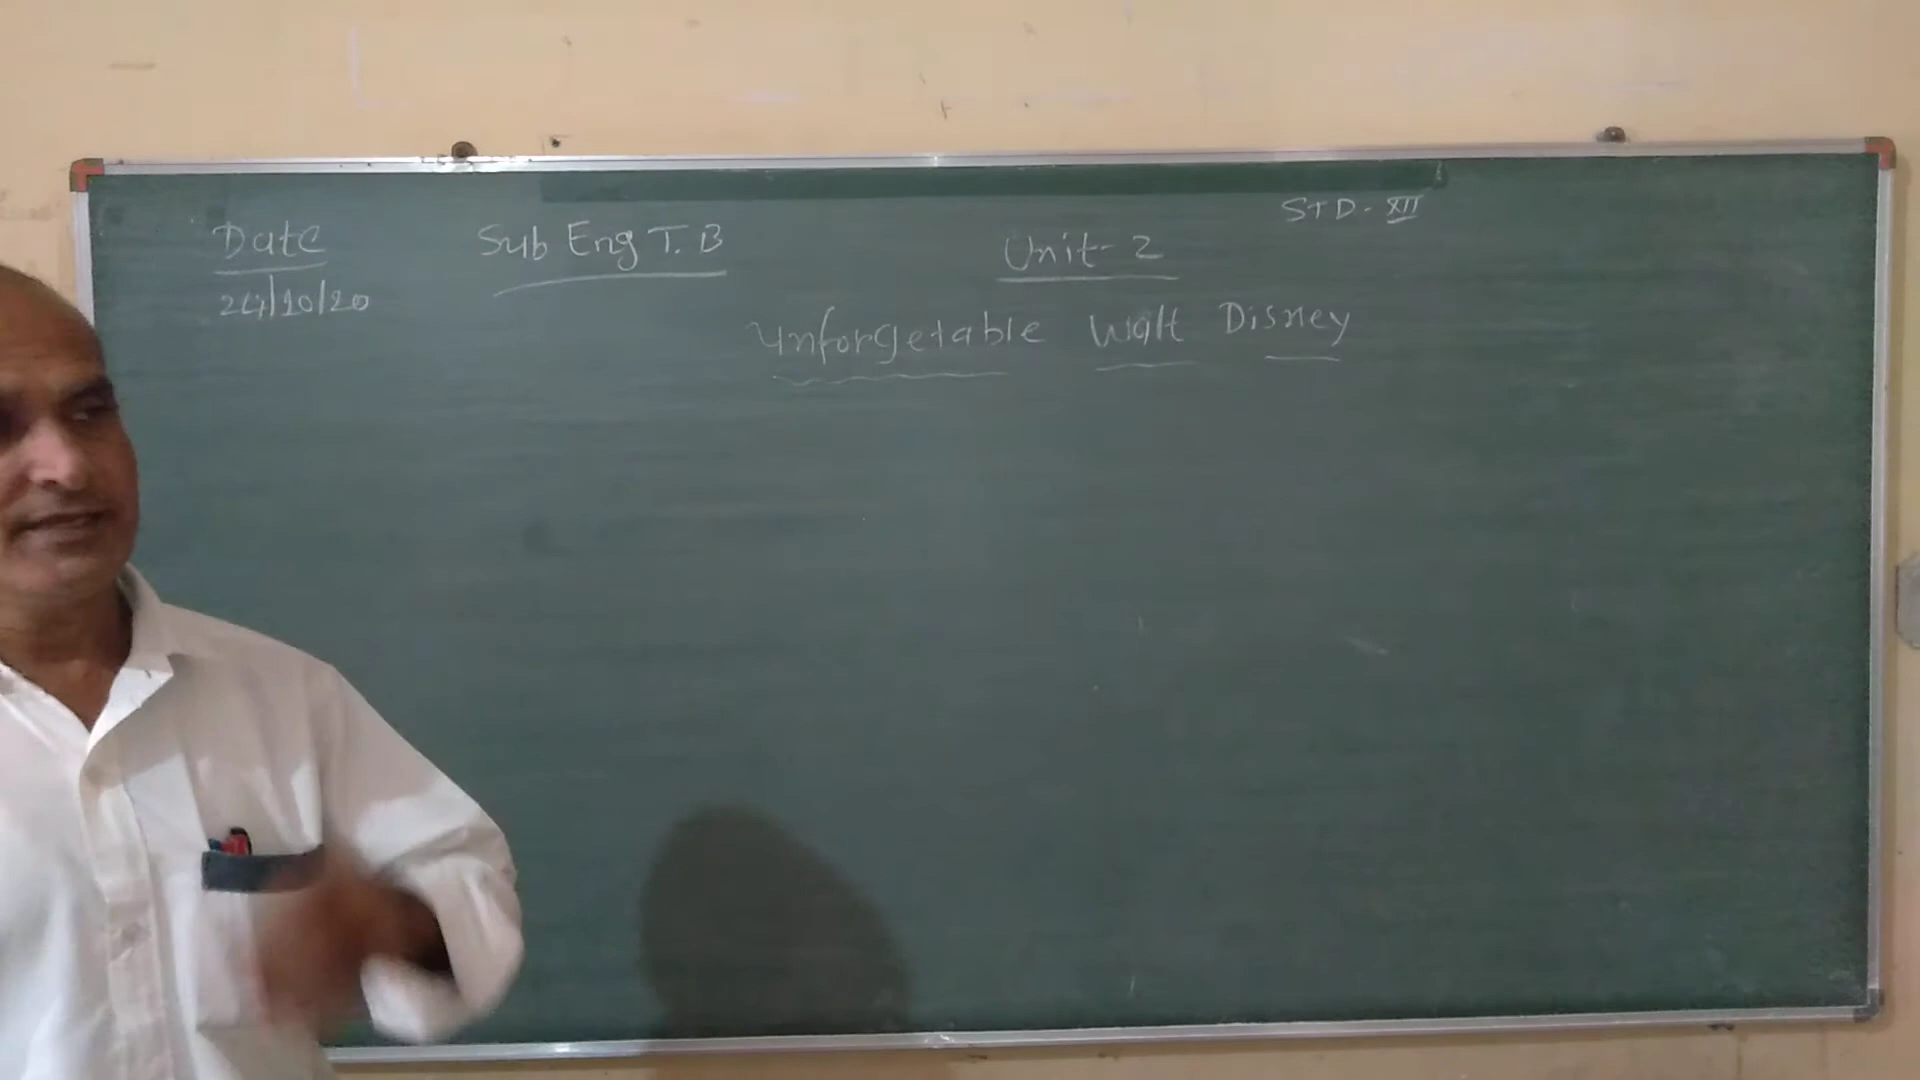 STD- XII
Date
Sub Eng T. B
Unit- 2
24/10/20
Unforgetable Walt Disney